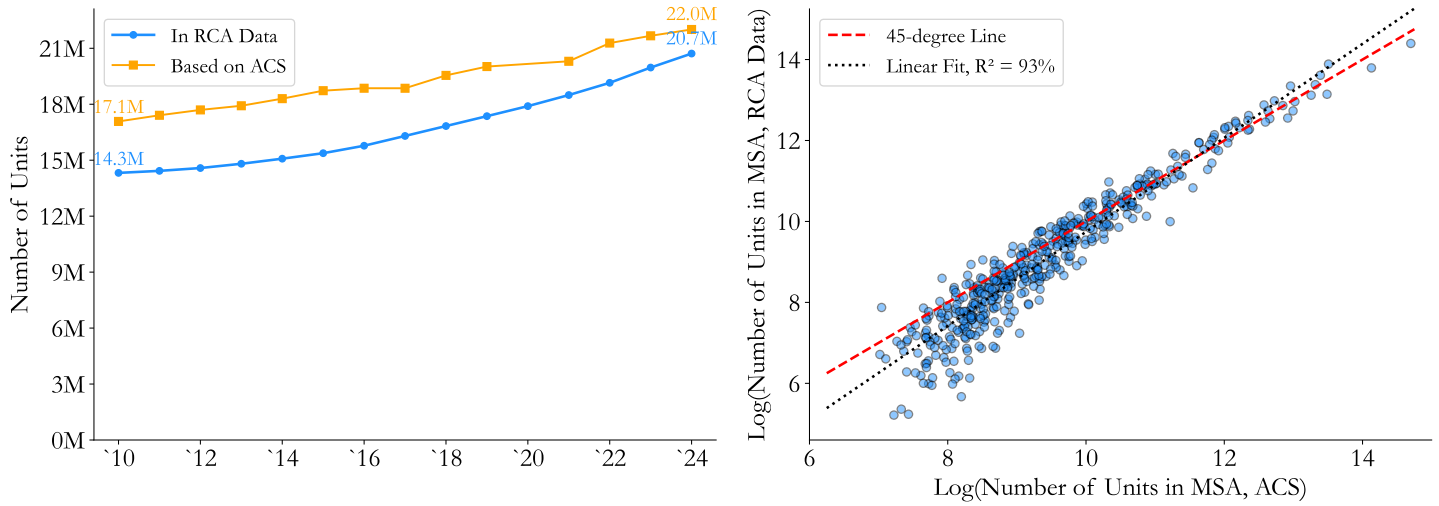 In RCA Data
Based on ACS
22.0M
20.7M
17.1M
14.3M
Number of Units
21M
18M
15M
12M
9M
6M
3M
0M
`10 `12 `14 `16 `18 `20 `22 `24
45-degree Line
Linear Fit, R² = 93%
Log(Number of Units in MSA, RCA Data)
14
12
10
8
6
6 8 10 12 14
Log(Number of Units in MSA, ACS)